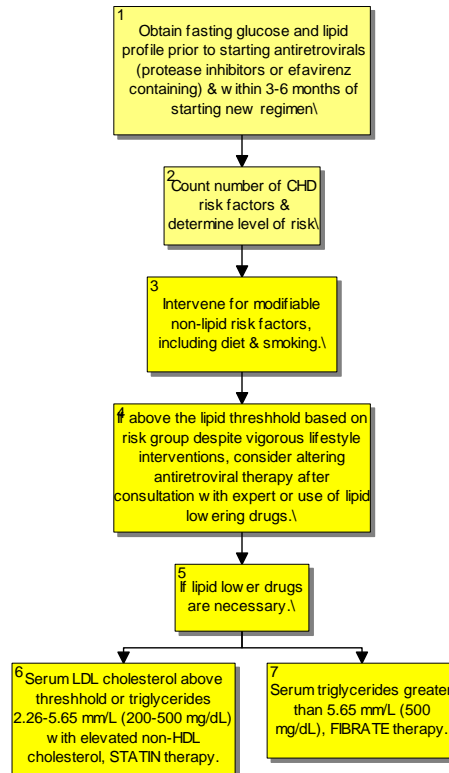 1
Obtain fasting glucose and lipid
profile prior to starting antiretrovirals
(protease inhibitors or efavirenz
containing) & within 3-6 months of
starting new regimen\
2
Count number of CHD
risk factors &
determine level of risk\
3
Intervene for modifiable
non-lipid risk factors,
including diet & smoking.\
4
If above the lipid threshhold based on
risk group despite vigorous lifestyle
interventions, consider altering
antiretroviral therapy after
consultation with expert or use of lipid
lowering drugs.\
5
If lipid lower drugs
are necessary.\
6
Serum LDL cholesterol above
threshhold or triglycerides
2.26-5.65 mm/L (200-500 mg/dL)
with elevated non-HDL
cholesterol, STATIN therapy.
7
Serum triglycerides greater
than 5.65 mm/L (500
mg/dL), FIBRATE therapy.